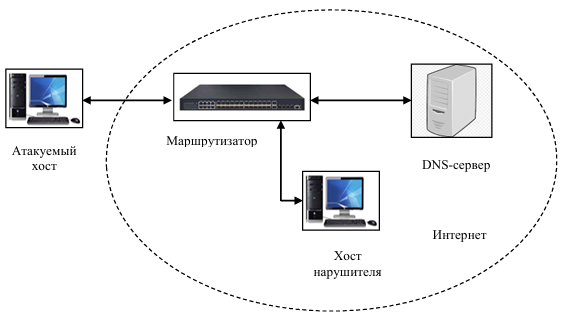 Атакуемый
хост
Маршрутизатор
DNS-сервер
Хост
нарушителя
Интернет